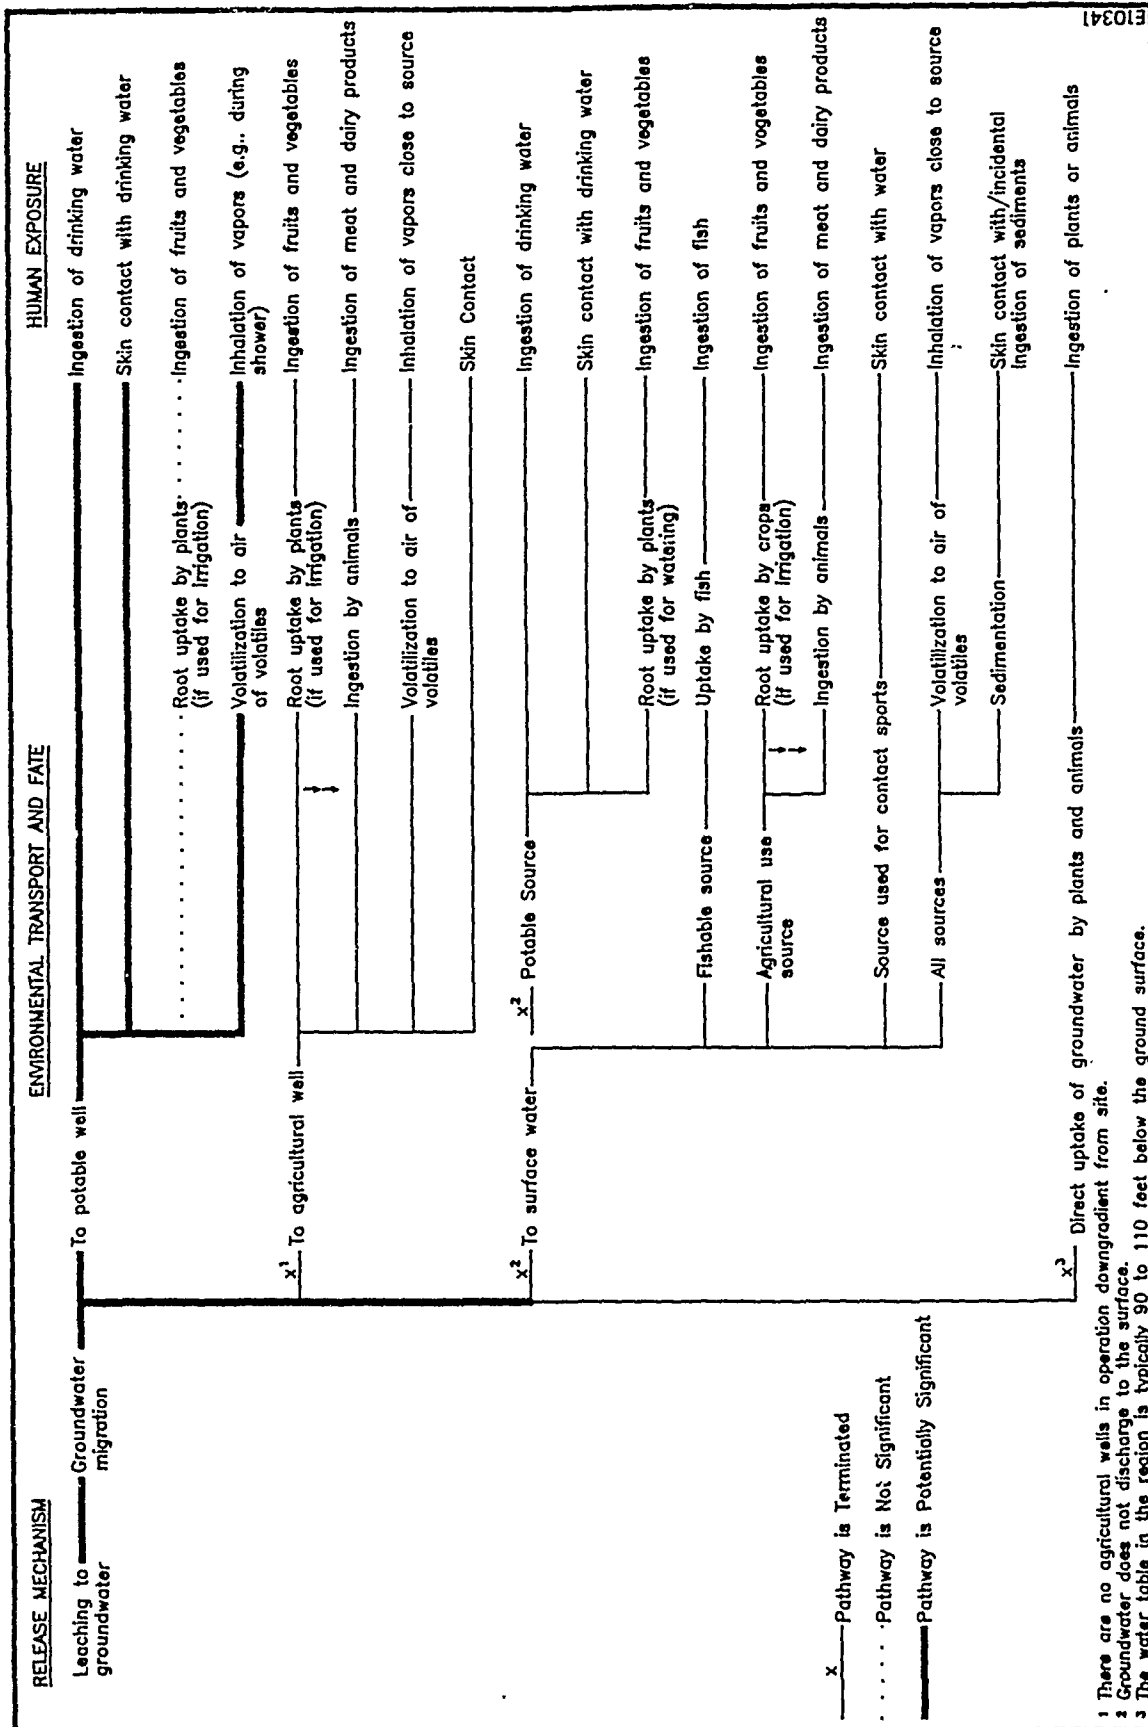 RELEASE MECHANISM
ENVIRONMENTAL TRANSPORT AND FATE
HUMAN EXPOSURE
Leaching to
groundwater
Groundwater
migration
To potable well
Ingestion of drinking water
Skin contact with drinking water
Root uptake by plants
(if used for irrigation)
Ingestion of fruits and vegetables
Volatilization to air
of volatiles
Inhalation of vapors (e.g.. during
shower)
X1
To agricultural well
Root uptake by plants
(if used for irrigation)
Ingestion of fruits and vegetables
Ingestion by animals
Ingestion of meat and dairy products
Volatilization to air of
volatiles
Inhalation of vapors close to source
Skin Contact
X2
To surface water
X2
Potable Source
Ingestion of drinking water
Skin contact with drinking water
Root uptake by plants
(if used for watering)
Ingestion of fruits and vegetables
Fishable source
Uptake by fish
Ingestion of fish
Agricultural use
source
Root uptake by crops
(if used for irrigation)
Ingestion of fruits and vegetables
Ingestion by animals
Ingestion of meat and dairy products
Source used for contact sports
Skin contact with water
All sources
Volatilization to air of
volatiles
Inhalation of vapors close to source
Sedimentation
Skin contact with/incidental
ingestion of sediments
X3
Direct uptake of groundwater by plants and animals
Ingestion of plants or animals
X
Pathway is Terminated
Pathway is Not Significant
Pathway is Potentially Significant
1 There are no agricultural wells in operation downgradient from site.
2 Groundwater does not discharge to the surface.
3 The water table in the region is typically 90 to 110 feet below the ground surface.
E10341